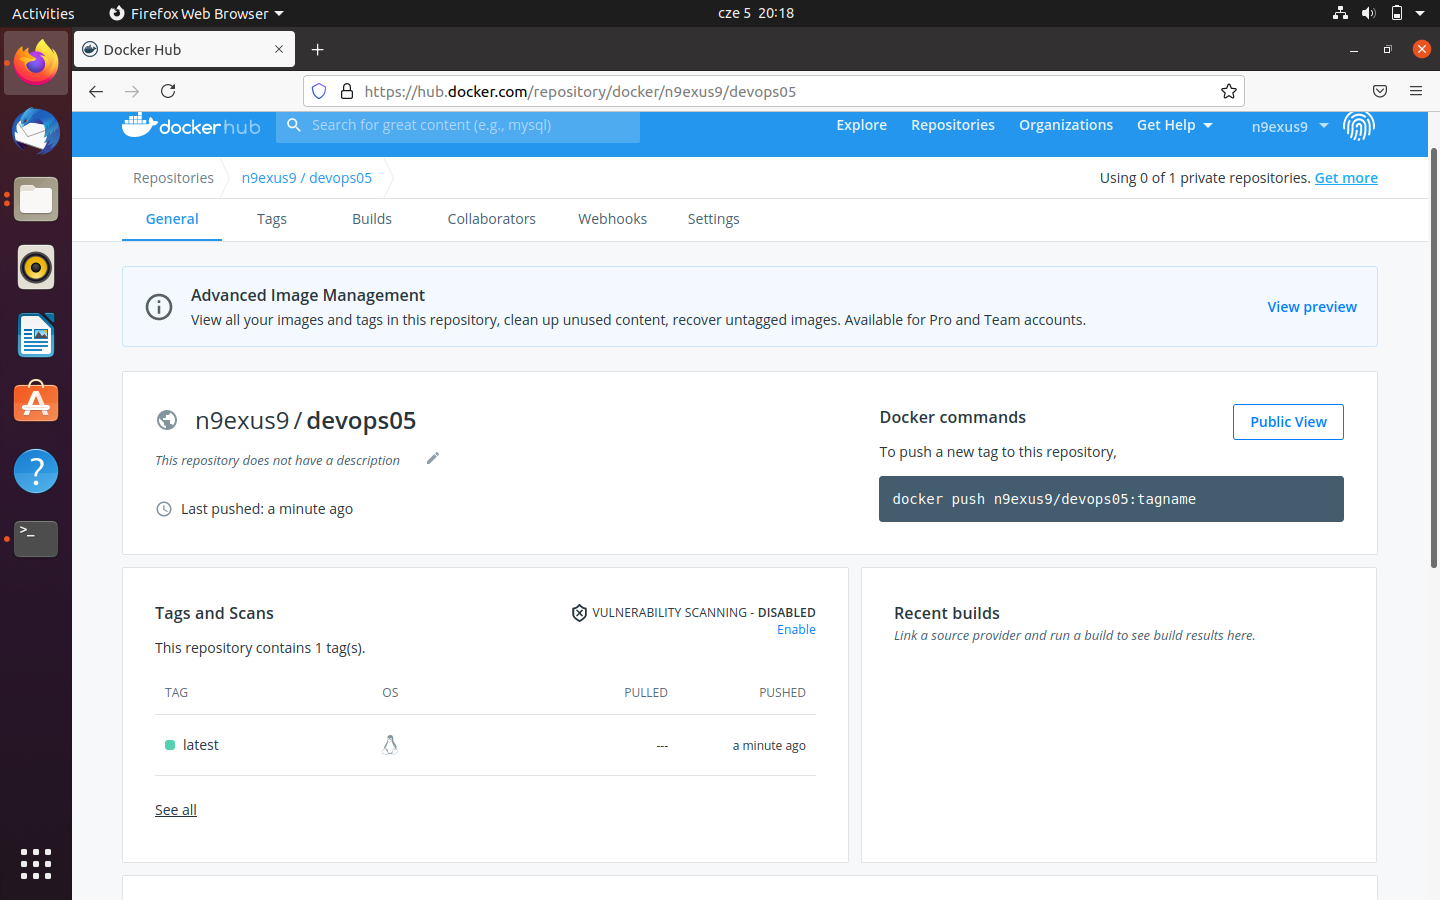 Activities
Firefox Web Browser
cze 5 20:18
Docker Hub
https://hub.docker.com/repository/docker/n9exus9/devops05
docker hub
Search for great content (e.g., mysql)
Explore
Repositories
Organizations
Get Help
n9exus9
Repositories
n9exus9 / devops05
Using 0 of 1 private repositories. Get more
General
Tags
Builds
Collaborators
Webhooks
Settings
Advanced Image Management
View all your images and tags in this repository, clean up unused content, recover untagged images. Available for Pro and Team accounts.
View preview
n9exus9 / devops05
This repository does not have a description
Last pushed: a minute ago
Docker commands
Public View
To push a new tag to this repository,
docker push n9exus9/devops05:tagname
Tags and Scans
VULNERABILITY SCANNING - DISABLED
Enable
This repository contains 1 tag(s).
TAG
OS
PULLED
PUSHED
latest
---
a minute ago
See all
Recent builds
Link a source provider and run a build to see build results here.